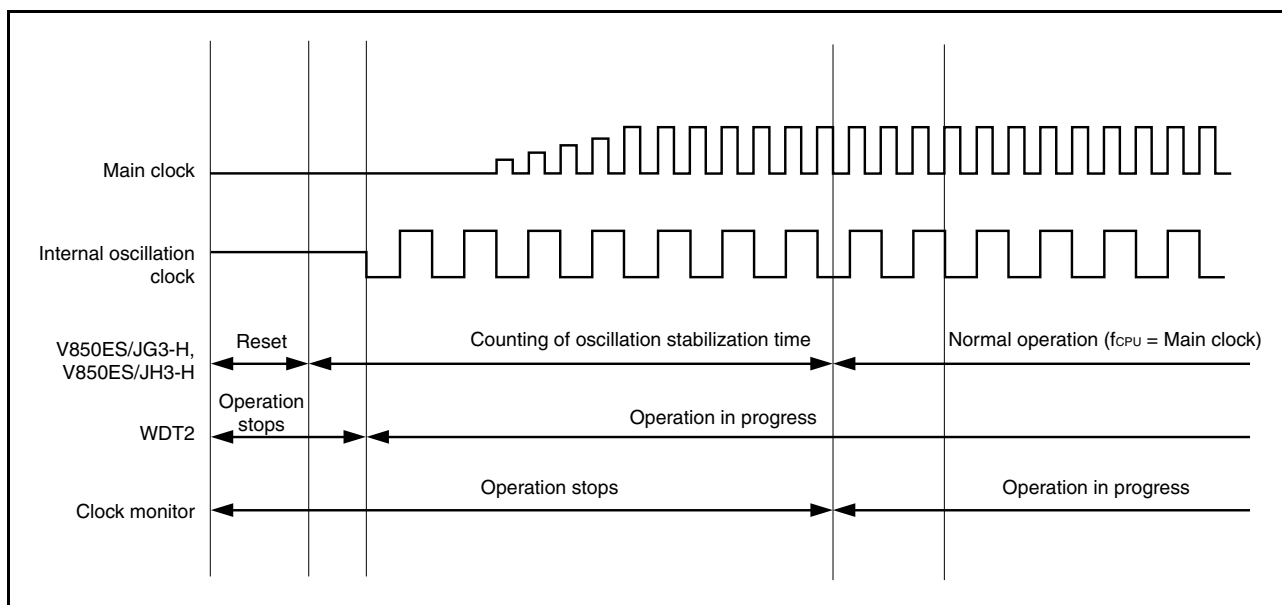 Main clock
Internal oscillation
clock
V850ES/JG3-H,
V850ES/JH3-H
Reset
Counting of oscillation stabilization time
Normal operation (fCPU = Main clock)
WDT2
Operation
stops
Operation in progress
Clock monitor
Operation stops
Operation in progress